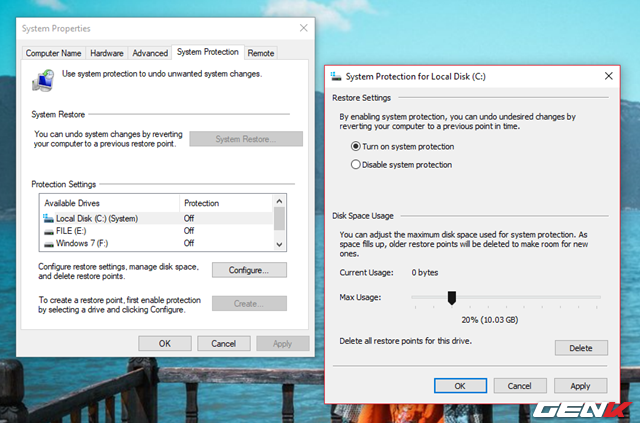 System Properties
Computer Name Hardware Advanced System Protection Remote
Use system protection to undo unwanted system changes.
System Restore
You can undo system changes by reverting
your computer to a previous restore point.
System Restore...
Protection Settings
Available Drives Protection
Local Disk (C:) (System) Off
FILE (E:) Off
Windows 7 (F:) Off
Configure restore settings, manage disk space,
and delete restore points.
Configure...
To create a restore point, first enable protection
by selecting a drive and clicking Configure.
Create...
OK Cancel Apply
System Protection for Local Disk (C:)
Restore Settings
By enabling system protection, you can undo undesired changes by
reverting your computer to a previous point in time.
Turn on system protection
Disable system protection
Disk Space Usage
You can adjust the maximum disk space used for system protection. As
space fills up, older restore points will be deleted to make room for new
ones.
Current Usage: 0 bytes
Max Usage:
20% (10.03 GB)
Delete all restore points for this drive.
Delete
OK Cancel Apply
GENK